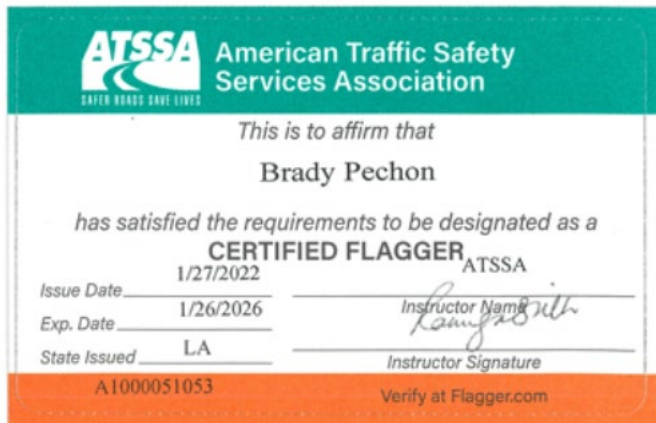 ATSSA
SAFER ROADS SAVE LIVES
American Traffic Safety
Services Association
This is to affirm that
Brady Pechon
has satisfied the requirements to be designated as a
CERTIFIED FLAGGER
Issue Date 1/27/2022
ATSSA
Instructor Name
Exp. Date 1/26/2026
State Issued LA
Instructor Signature
A1000051053
Verify at Flagger.com